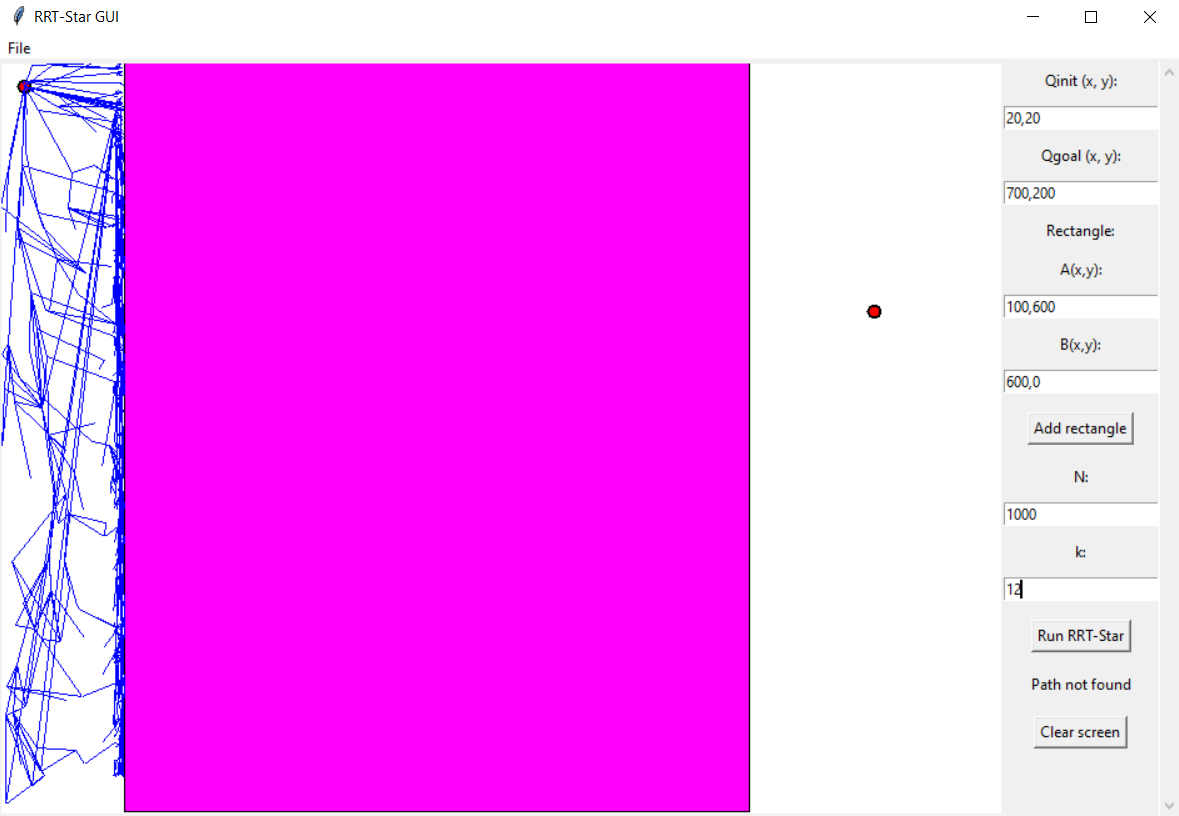 RRT-Star GUI
File
Qinit (x, y):
20,20
Qgoal (x, y):
700,200
Rectangle:
A(x,y):
100,600
B(x,y):
600,0
Add rectangle
N:
1000
k:
12
Run RRT-Star
Path not found
Clear screen